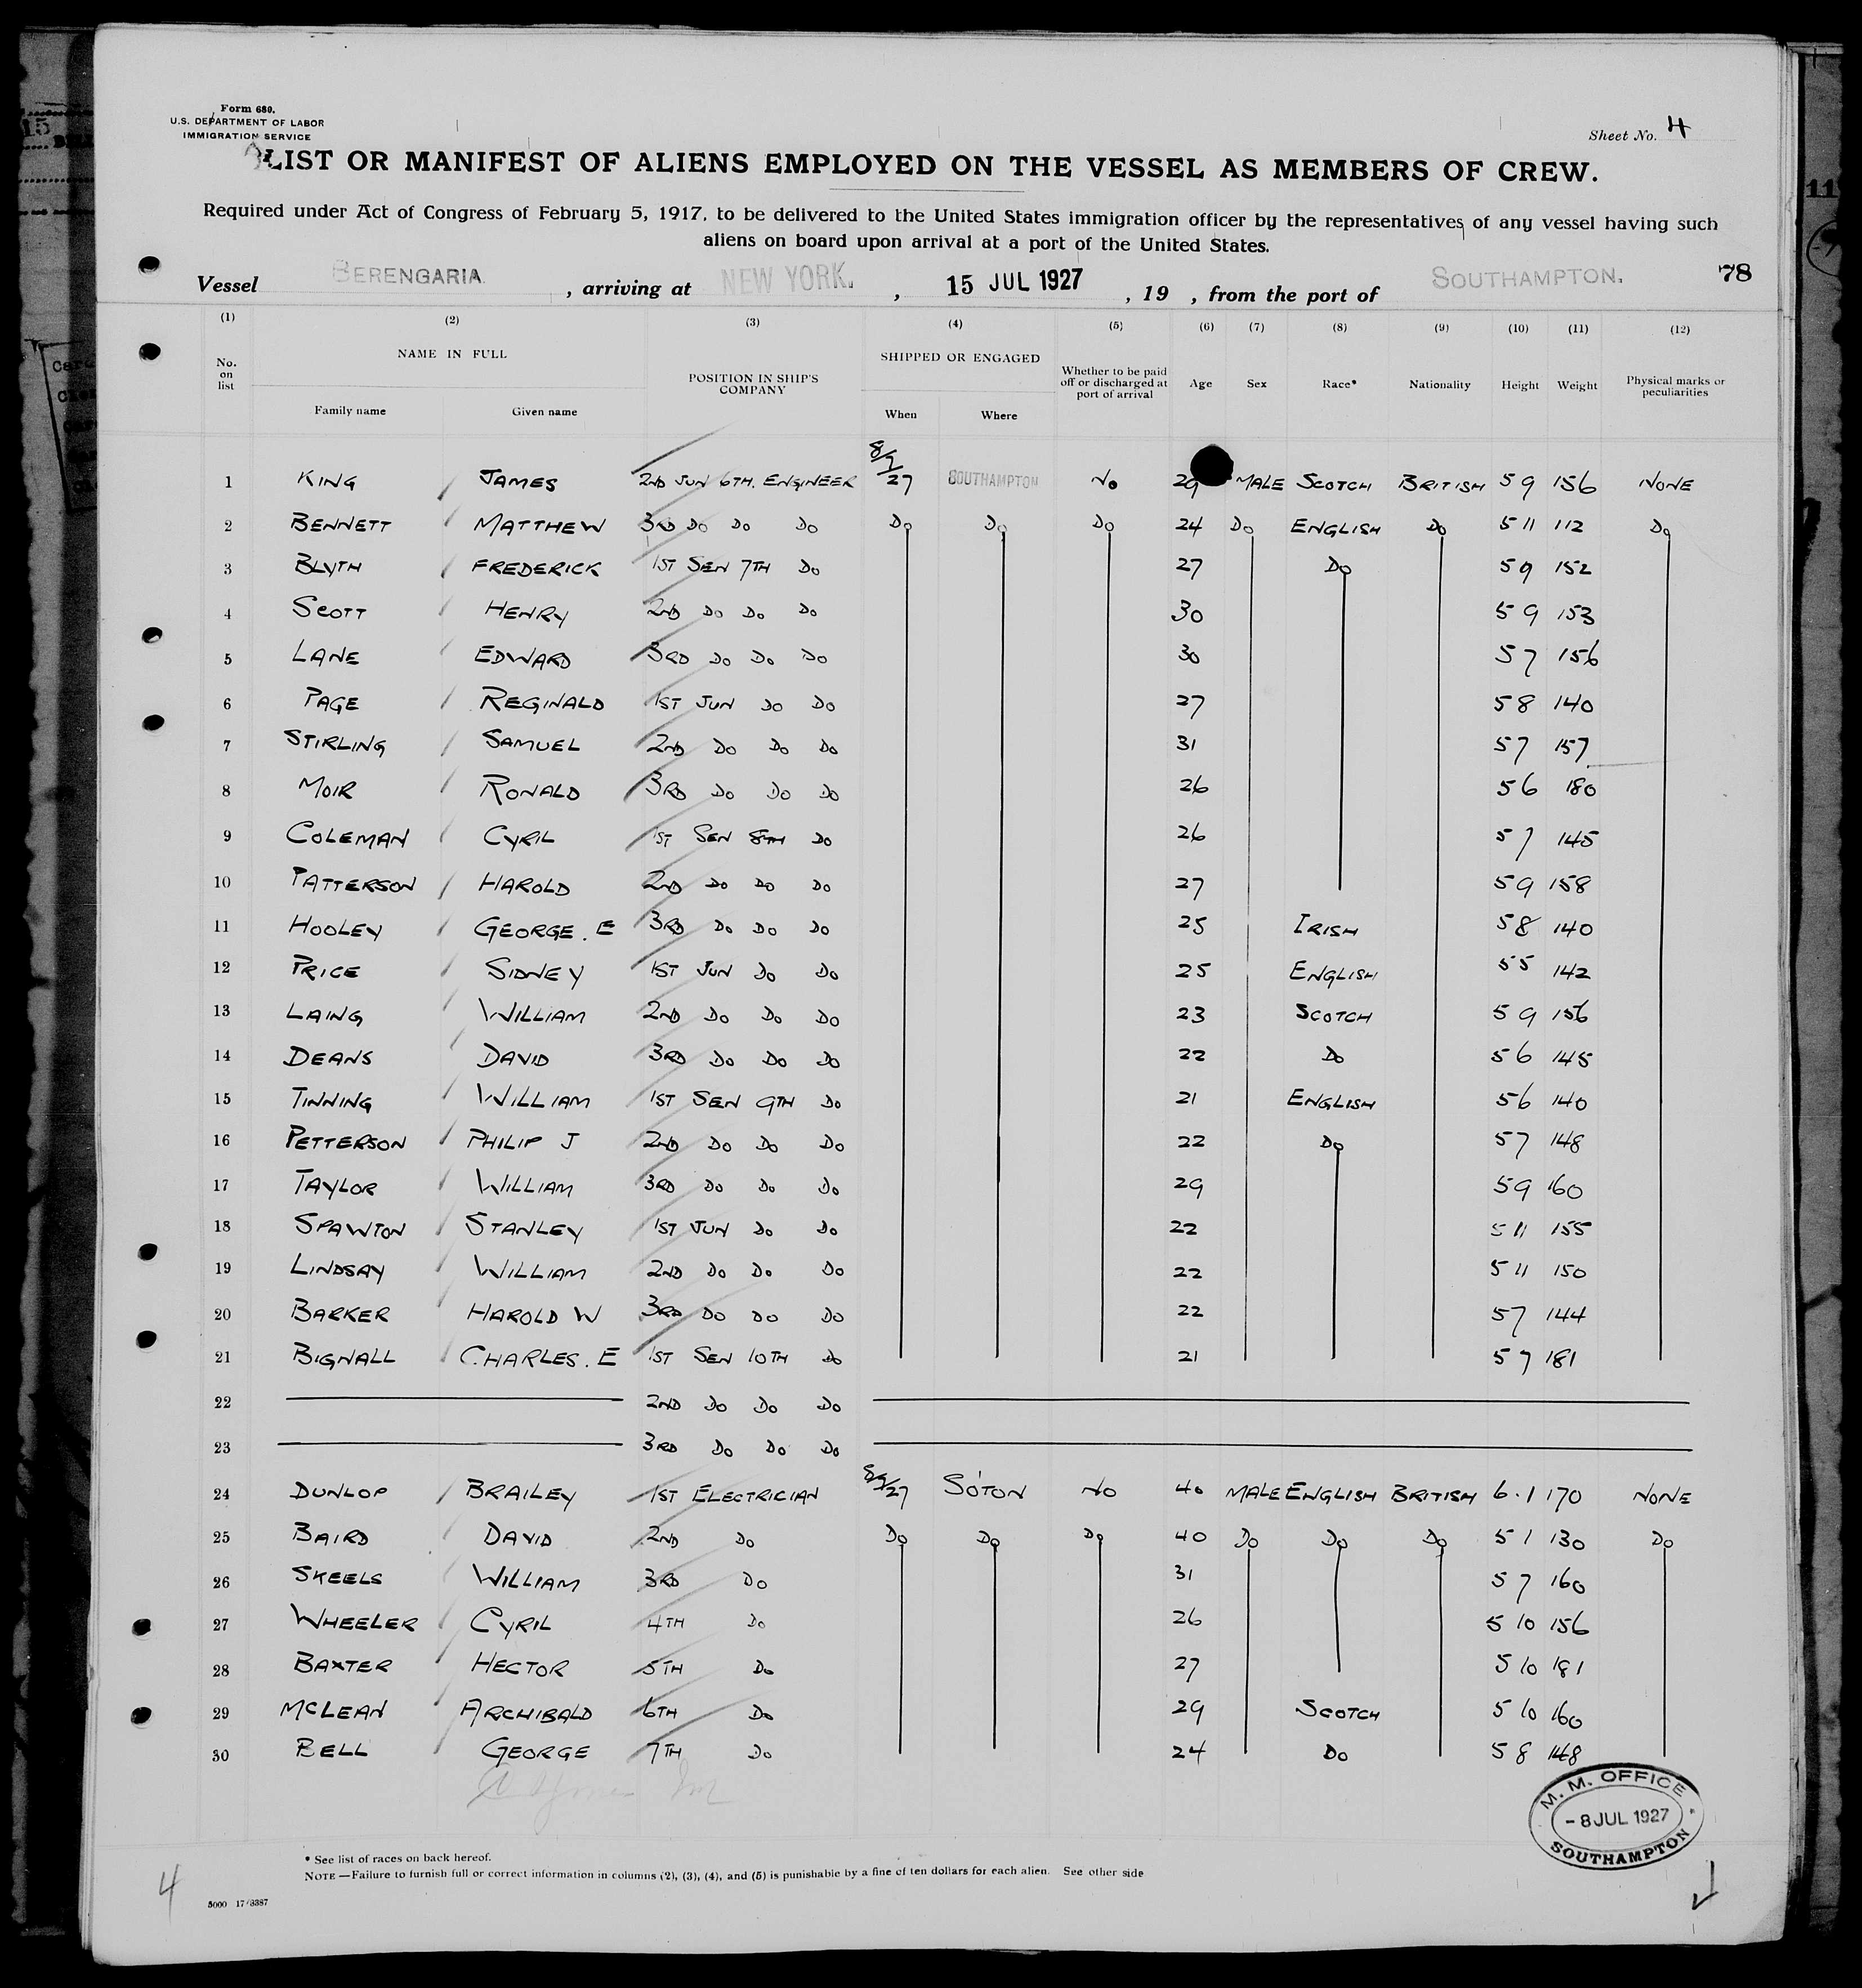 Form 689.
U.S. DEPARTMENT OF LABOR
IMMIGRATION SERVICE
Sheet No. 4
LIST OR MANIFEST OF ALIENS EMPLOYED ON THE VESSEL AS MEMBERS OF CREW.
Required under Act of Congress of February 5, 1917, to be delivered to the United States immigration officer by the representatives of any vessel having such
aliens on board upon arrival at a port of the United States.
Vessel BERENGARIA , arriving at NEW YORK. , 15 JUL 1927 , 19 , from the port of SOUTHAMPTON. 78
(1) (2) (3) (4) (5) (6) (7) (8) (9) (10) (11) (12)
No. on list NAME IN FULL Family name Given name POSITION IN SHIP'S COMPANY SHIPPED OR ENGAGED When Where Whether to be paid off or discharged at port of arrival Age Sex Race* Nationality Height Weight Physical marks or peculiarities
1 KING JAMES 2ND JUN 6TH. ENGINEER 8/7/27 SOUTHAMPTON No 29 MALE SCOTCH BRITISH 5 9 156 NONE
2 BENNETT MATTHEW 3RD Do Do Do Do Do Do 24 Do ENGLISH Do 5 11 112 Do
3 BLYTH FREDERICK 1ST SEN 7TH Do 27 Do 5 9 152
4 SCOTT HENRY 2ND Do Do Do 30 5 9 153
5 LANE EDWARD 3RD Do Do Do 30 5 7 156
6 PAGE REGINALD 1ST JUN Do Do 27 5 8 140
7 STIRLING SAMUEL 2ND Do Do Do 31 5 7 157
8 MOIR RONALD 3RD Do Do Do 26 5 6 180
9 COLEMAN CYRIL 1ST SEN 8TH Do 26 5 7 145
10 PATTERSON HAROLD 2ND Do Do Do 27 5 9 158
11 HOOLEY GEORGE. E 3RD Do Do Do 25 IRISH 5 8 140
12 PRICE SIDNEY 1ST JUN Do Do 25 ENGLISH 5 5 142
13 LAING WILLIAM 2ND Do Do Do 23 SCOTCH 5 9 156
14 DEANS DAVID 3RD Do Do Do 22 Do 5 6 145
15 TINNING WILLIAM 1ST SEN 9TH Do 21 ENGLISH 5 6 140
16 PETTERSON PHILIP J 2ND Do Do Do 22 Do 5 7 148
17 TAYLOR WILLIAM 3RD Do Do Do 29 5 9 160
18 SPAWTON STANLEY 1ST JUN Do Do 22 5 11 155
19 LINDSAY WILLIAM 2ND Do Do Do 22 5 11 150
20 BARKER HAROLD W 3RD Do Do Do 22 5 7 144
21 BIGNALL CHARLES. E 1ST SEN 10TH Do 21 5 7 181
22 2ND Do Do Do
23 3RD Do Do Do
24 DUNLOP BRAILEY 1ST ELECTRICIAN 8/7/27 SO'TON NO 40 MALE ENGLISH BRITISH 6.1 170 NONE
25 BAIRD DAVID 2ND Do Do Do Do 40 Do Do Do 5 1 130 Do
26 SKEELS WILLIAM 3RD Do 31 5 7 160
27 WHEELER CYRIL 4TH Do 26 5 10 156
28 BAXTER HECTOR 5TH Do 27 5 10 181
29 MCLEAN ARCHIBALD 6TH Do 29 SCOTCH 5 10 160
30 BELL GEORGE 7TH Do 24 Do 5 8 148
M. M. OFFICE
- 8 JUL 1927
SOUTHAMPTON
* See list of races on back hereof.
NOTE—Failure to furnish full or correct information in columns (2), (3), (4), and (5) is punishable by a fine of ten dollars for each alien. See other side
4
5000 17/3387